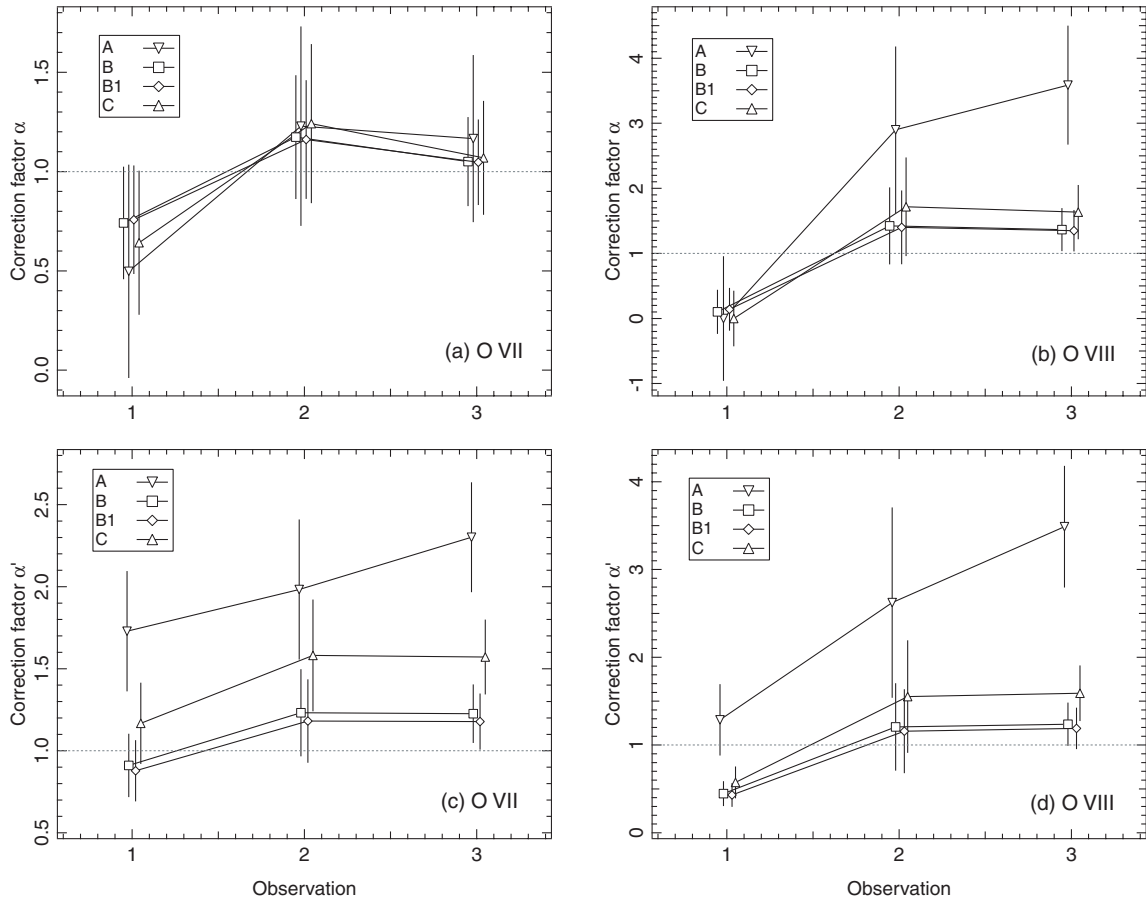 A
B
B1
C
Correction factor α
0.0 0.5 1.0 1.5
(a) O VII
1 2 3
A
B
B1
C
Correction factor α
-1 0 1 2 3 4
(b) O VIII
1 2 3
A
B
B1
C
Correction factor α'
0.5 1.0 1.5 2.0 2.5
(c) O VII
1 2 3
Observation
A
B
B1
C
Correction factor α'
0 1 2 3 4
(d) O VIII
1 2 3
Observation